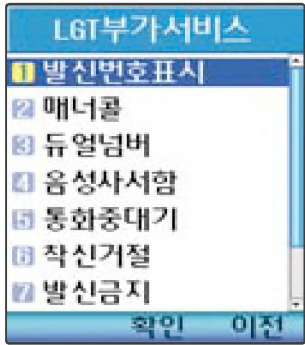 LGT부가서비스
1 발신번호표시
2 매너콜
3 듀얼넘버
4 음성사서함
5 통화중대기
6 착신거절
7 발신금지
확인 이전